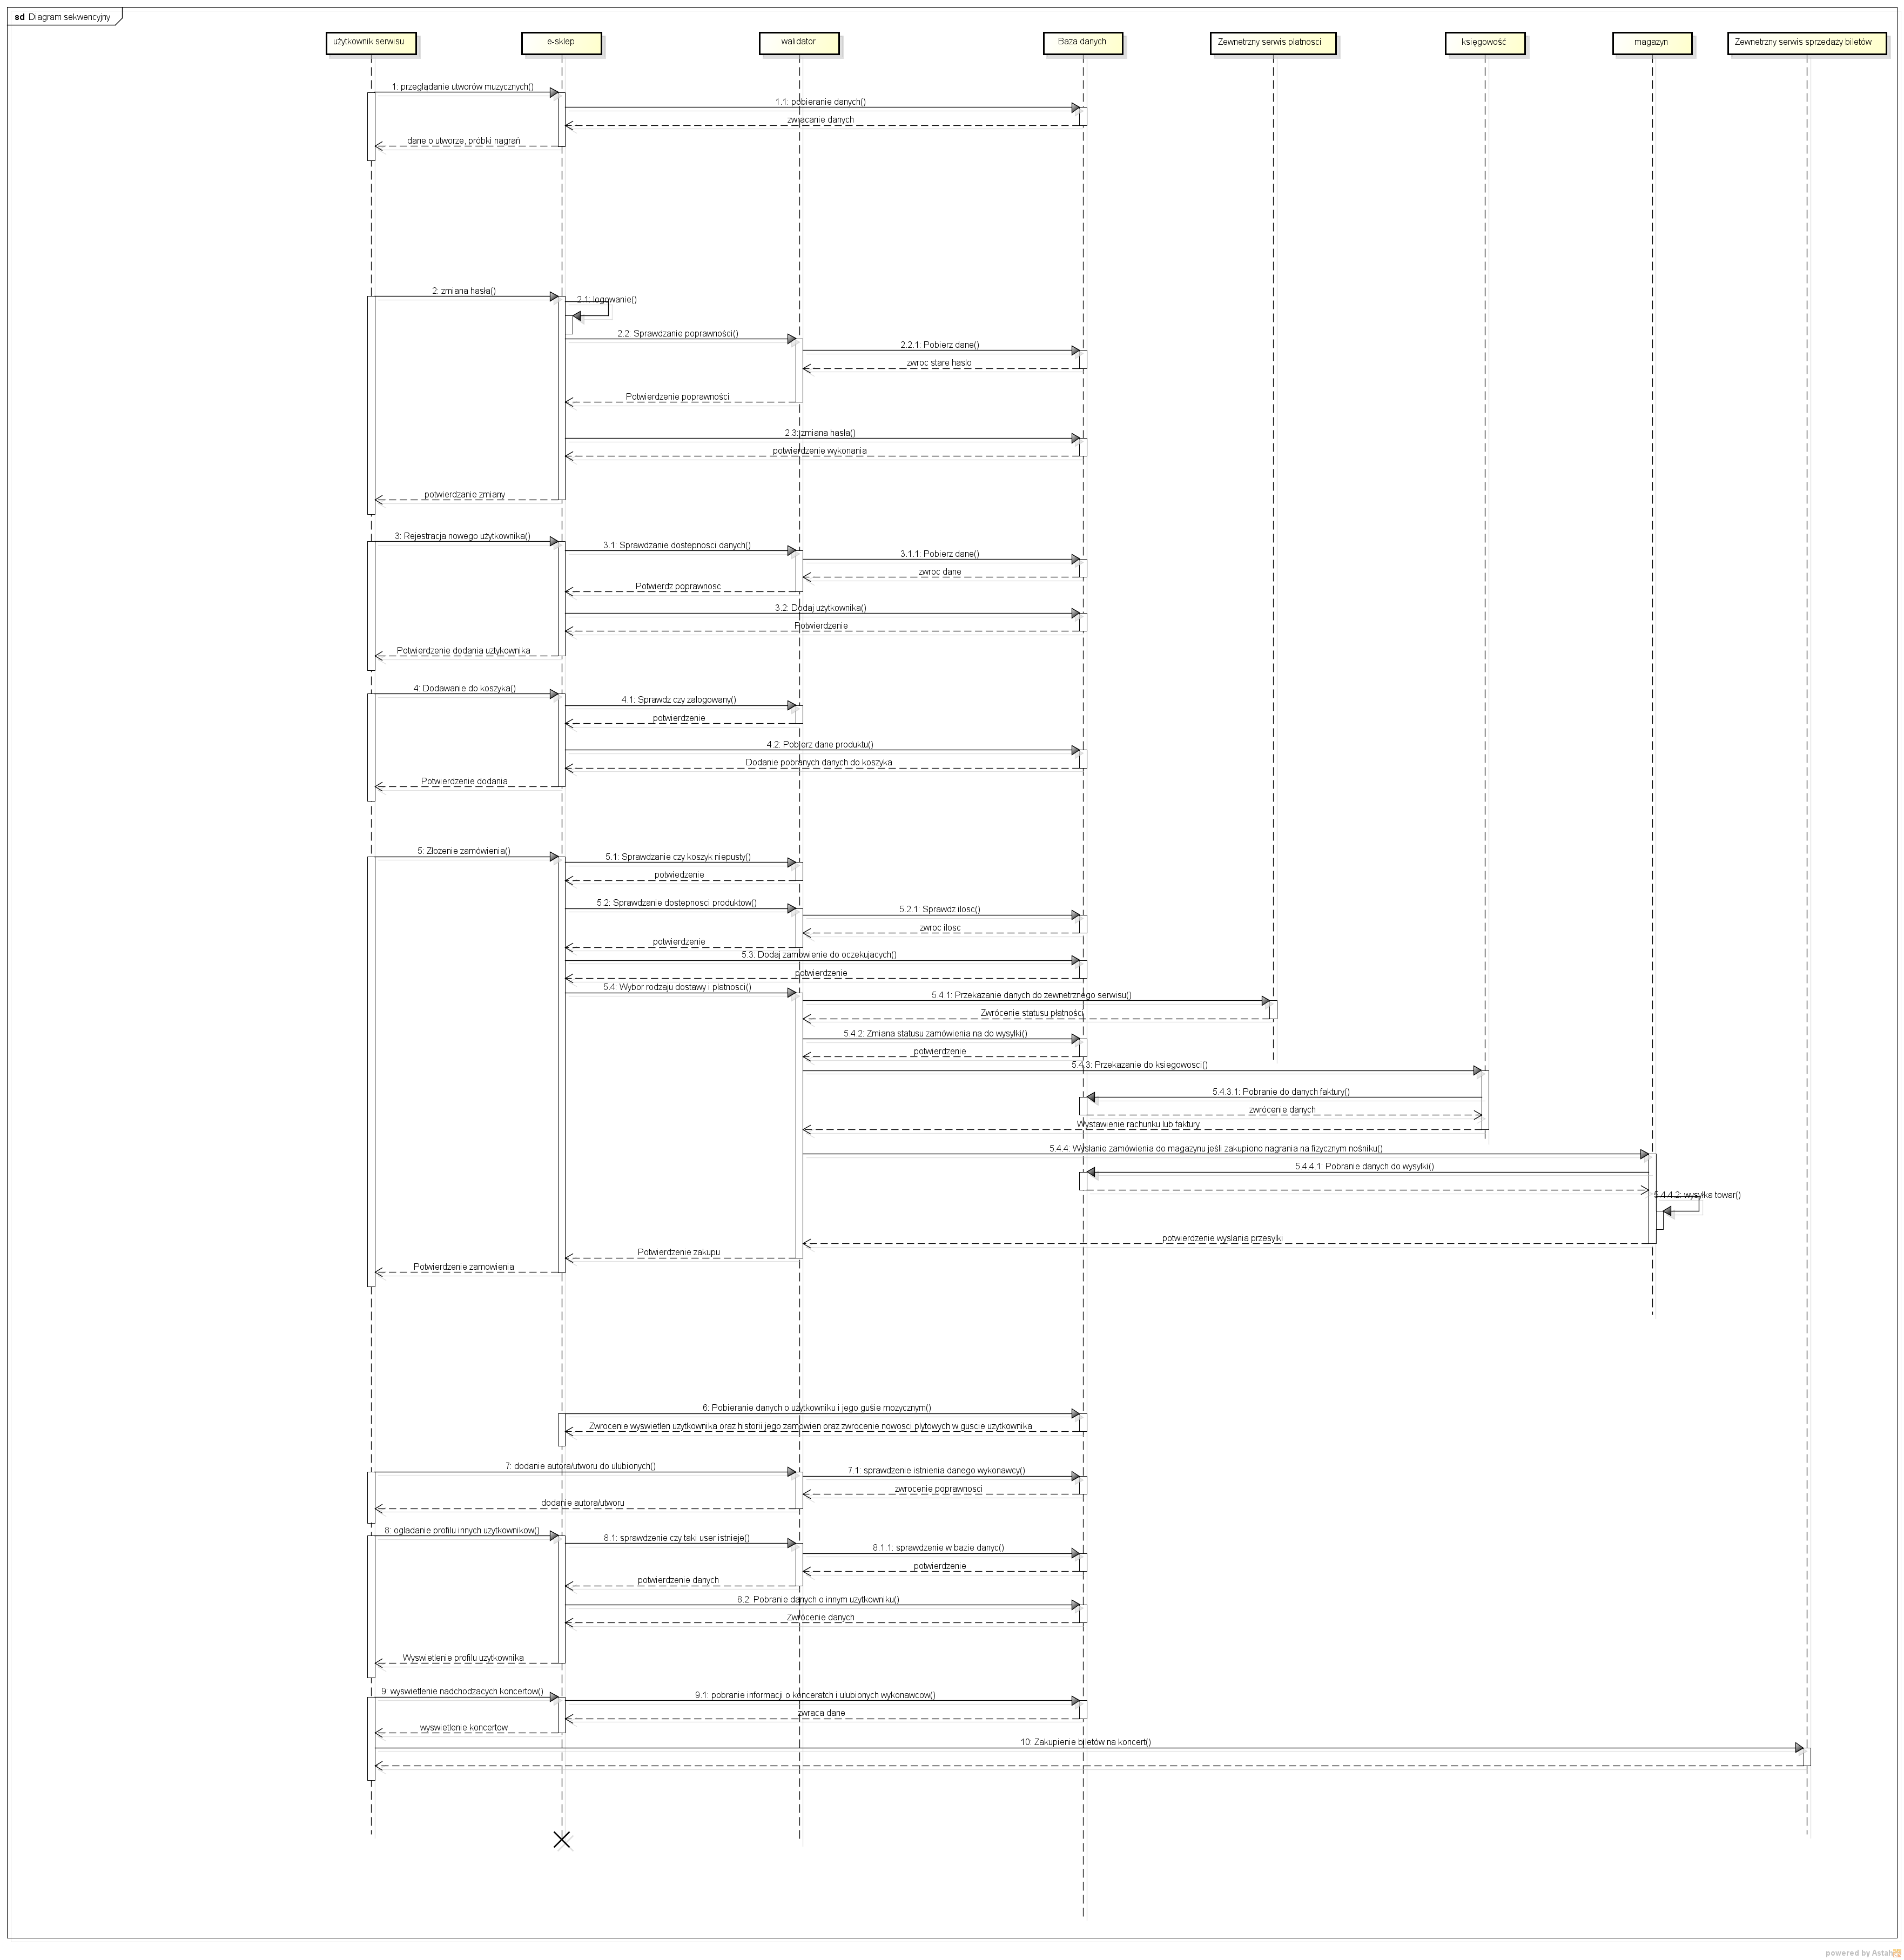 sd Diagram sekwencyjny
użytkownik serwisu
e-sklep
walidator
Baza danych
Zewnetrzny serwis platnosci
księgowość
magazyn
Zewnetrzny serwis sprzedaży biletów
1: przeglądanie utworów muzycznych()
1.1: pobieranie danych()
zwracanie danych
dane o utworze, próbki nagrań
2: zmiana hasła()
2.1: logowanie()
2.2: Sprawdzanie poprawności()
2.2.1: Pobierz dane()
zwroc stare haslo
Potwierdzenie poprawności
2.3: zmiana hasła()
potwierdzenie wykonania
potwierdzanie zmiany
3: Rejestracja nowego użytkownika()
3.1: Sprawdzanie dostepnosci danych()
3.1.1: Pobierz dane()
zwroc dane
Potwierdz poprawnosc
3.2: Dodaj użytkownika()
Potwierdzenie
Potwierdzenie dodania uztykownika
4: Dodawanie do koszyka()
4.1: Sprawdz czy zalogowany()
potwierdzenie
4.2: Pobierz dane produktu()
Dodanie pobranych danych do koszyka
Potwierdzenie dodania
5: Złożenie zamówienia()
5.1: Sprawdzanie czy koszyk niepusty()
potwiedzenie
5.2: Sprawdzanie dostepnosci produktow()
5.2.1: Sprawdz ilosc()
zwroc ilosc
potwierdzenie
5.3: Dodaj zamówienie do oczekujacych()
potwierdzenie
5.4: Wybor rodzaju dostawy i platnosci()
5.4.1: Przekazanie danych do zewnetrznego serwisu()
Zwrócenie statusu płatności
5.4.2: Zmiana statusu zamówienia na do wysyłki()
potwierdzenie
5.4.3: Przekazanie do ksiegowosci()
5.4.3.1: Pobranie do danych faktury()
zwrócenie danych
Wystawienie rachunku lub faktury
5.4.4: Wysłanie zamówienia do magazynu jeśli zakupiono nagrania na fizycznym nośniku()
5.4.4.1: Pobranie danych do wysyłki()
5.4.4.2: wysyłka towar()
potwierdzenie wyslania przesylki
Potwierdzenie zakupu
Potwierdzenie zamowienia
6: Pobieranie danych o użytkowniku i jego guśie mozycznym()
Zwrocenie wyswietlen uzytkownika oraz historii jego zamowien oraz zwrocenie nowosci plytowych w guscie uzytkownika
7: dodanie autora/utworu do ulubionych()
7.1: sprawdzenie istnienia danego wykonawcy()
zwrocenie poprawnosci
dodanie autora/utworu
8: ogladanie profilu innych uzytkownikow()
8.1: sprawdzenie czy taki user istnieje()
8.1.1: sprawdzenie w bazie danyc()
potwierdzenie
potwierdzenie danych
8.2: Pobranie danych o innym uzytkowniku()
Zwrócenie danych
Wyswietlenie profilu uzytkownika
9: wyswietlenie nadchodzacych koncertow()
9.1: pobranie informacji o konceratch i ulubionych wykonawcow()
zwraca dane
wyswietlenie koncertow
10: Zakupienie biletów na koncert()
powered by Astah